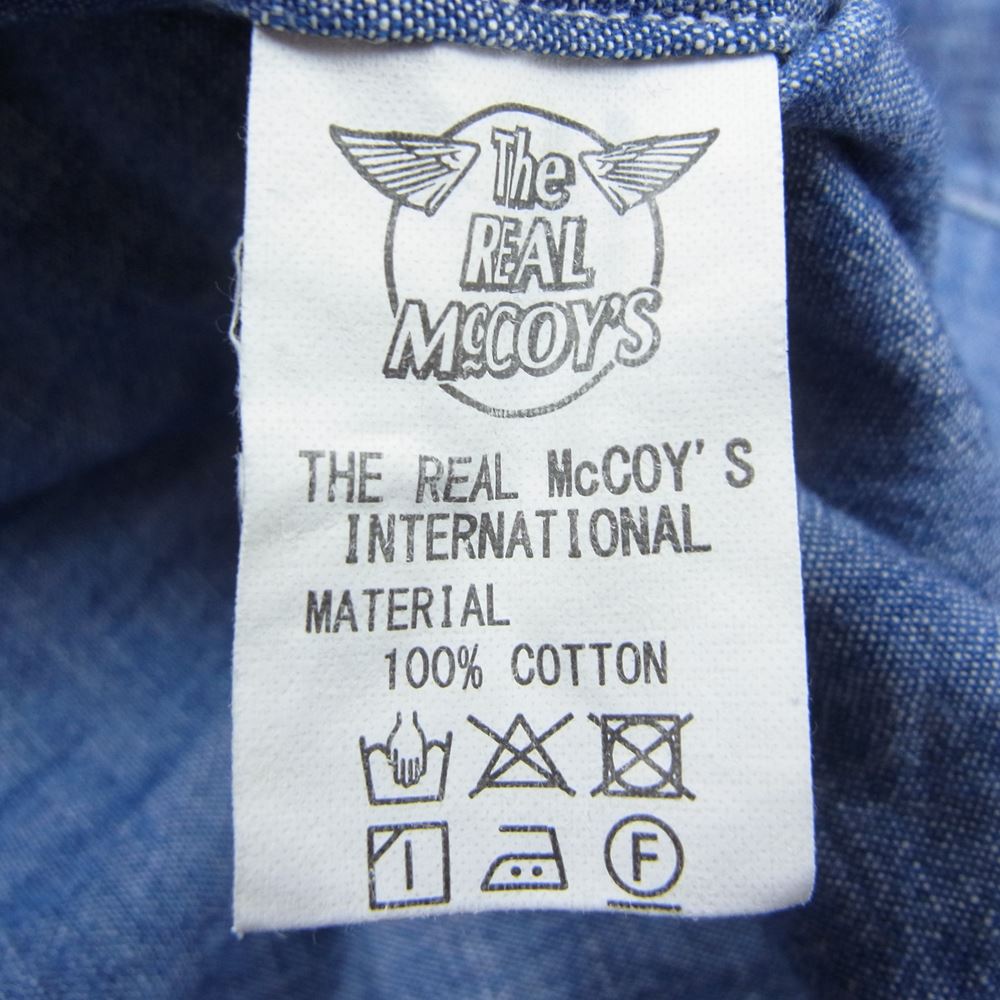 The
REAL
McCOY'S
THE REAL McCOY'S
INTERNATIONAL
MATERIAL
100% COTTON
F